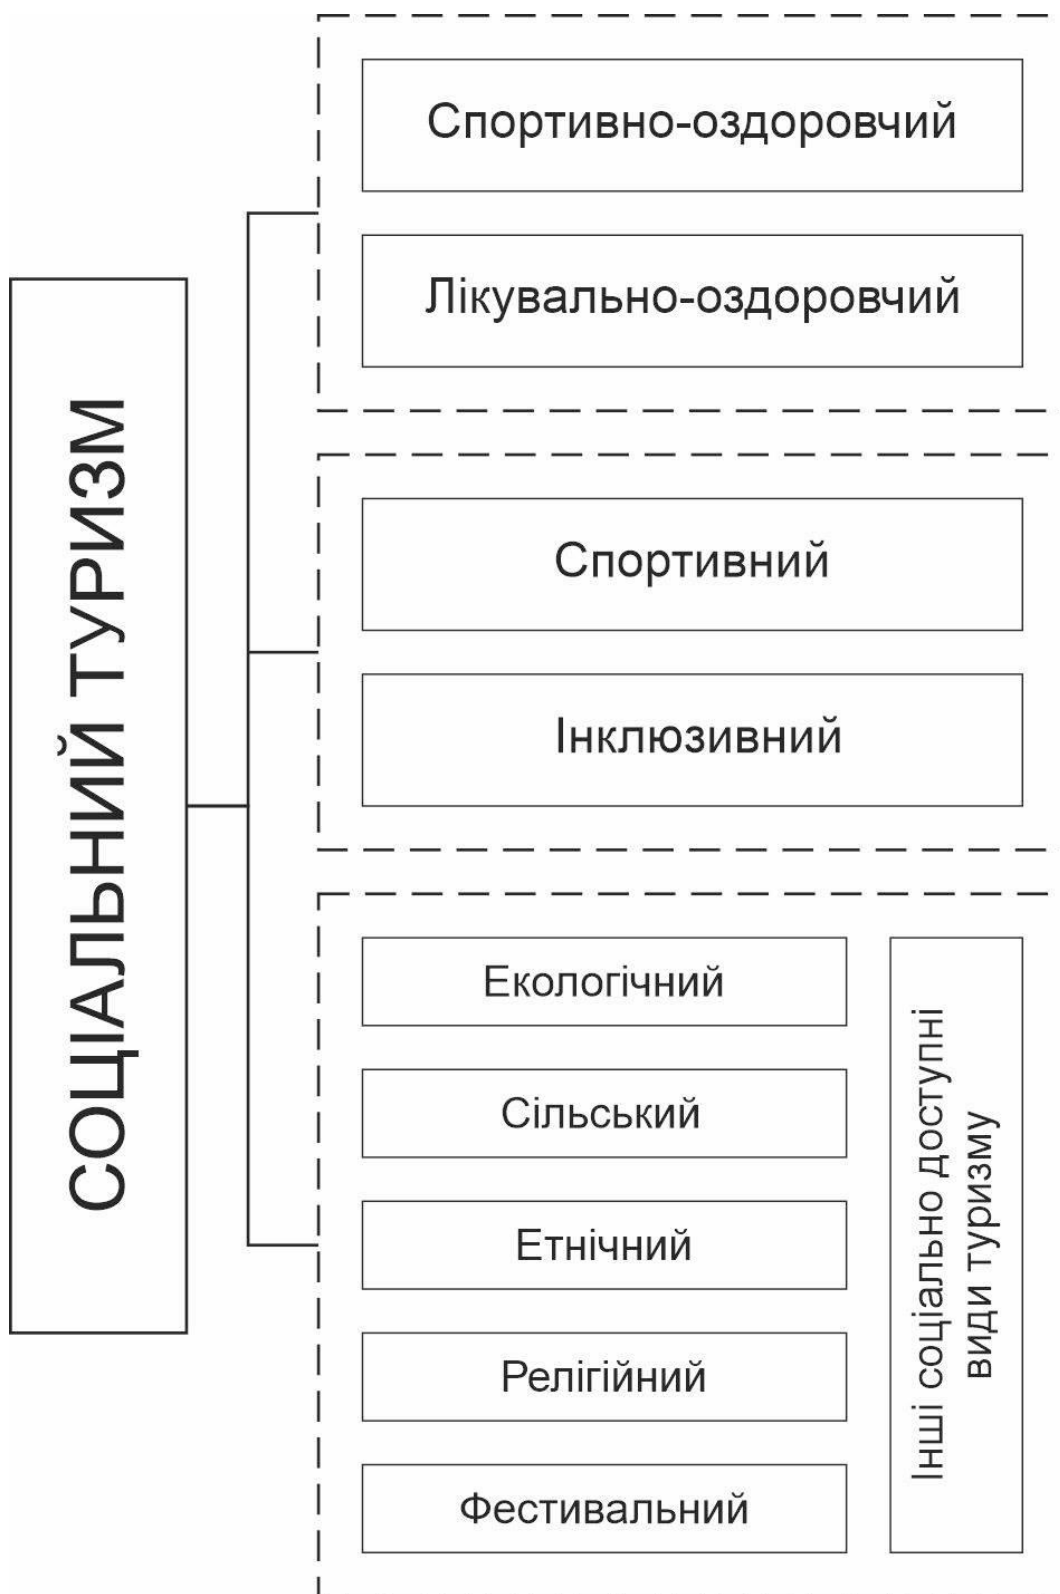 СОЦІАЛЬНИЙ ТУРИЗМ
Спортивно-оздоровчий
Лікувально-оздоровчий
Спортивний
Інклюзивний
Екологічний
Сільський
Етнічний
Релігійний
Фестивальний
Інші соціально доступні
види туризму